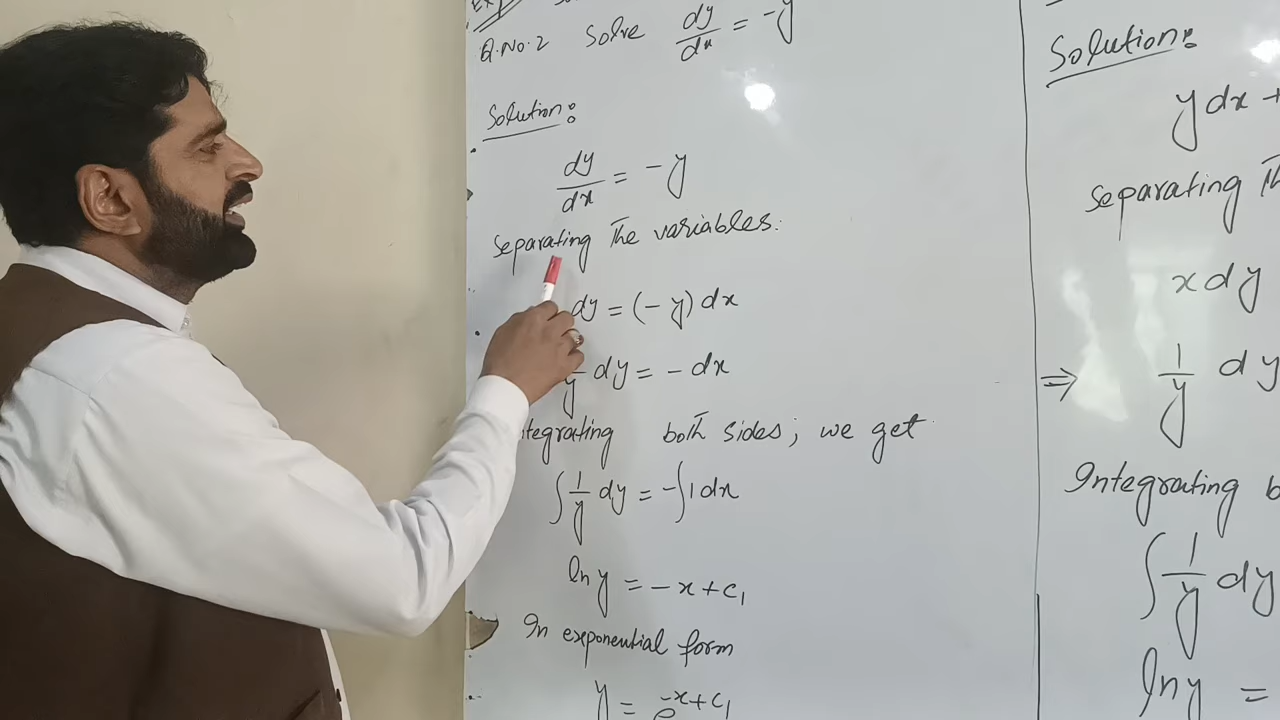 Q.No.2 Solve dy/dx = -y
Solution:
dy/dx = -y
Separating The variables:
dy = (-y) dx
y dy = - dx
tegrating both sides; we get
∫ 1/y dy = -∫ 1 dx
ln y = -x + c₁
In exponential form
y = e^(-x+c₁)
Solution:
y dx +
Separating Th
x dy
⇒ 1/y dy
Integrating b
∫ 1/y dy
ln y =